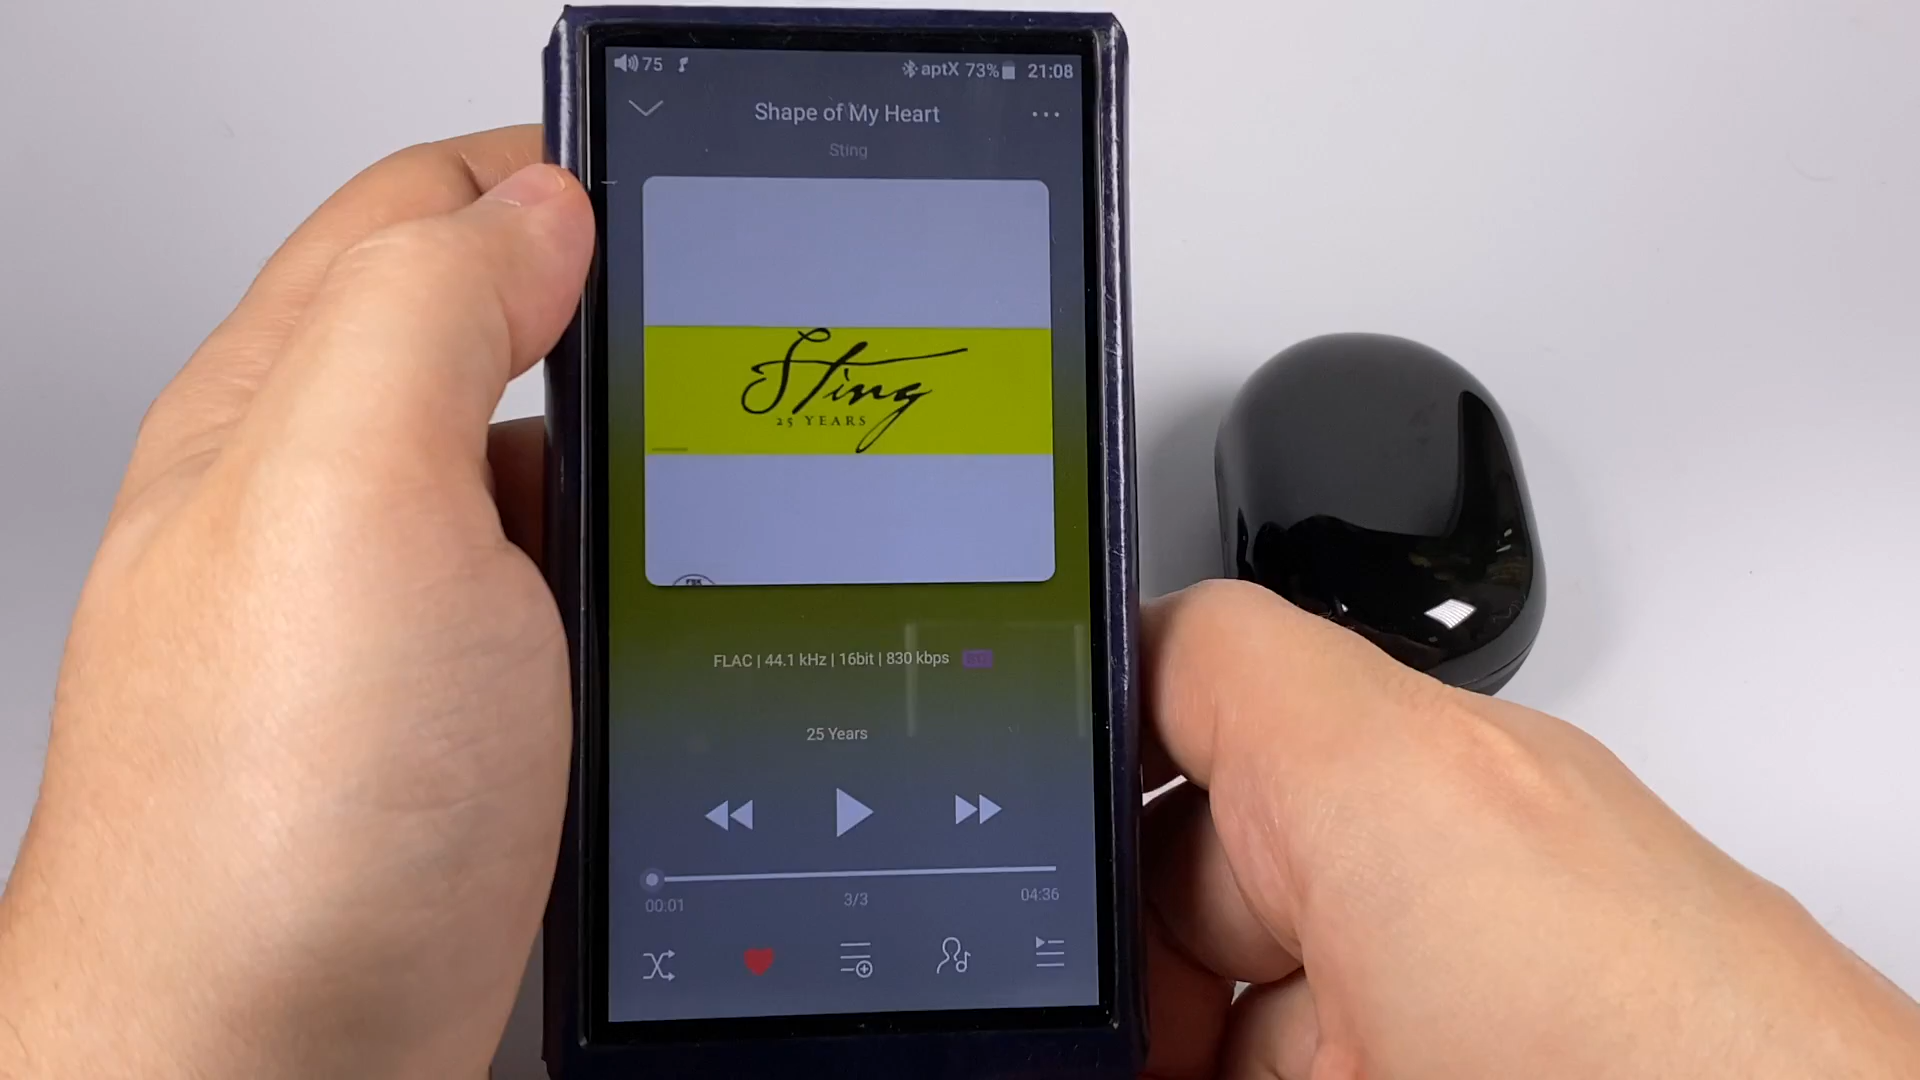 75
aptX 73% 21:08
Shape of My Heart
Sting
Sting
25 YEARS
FSK
FLAC | 44.1 kHz | 16bit | 830 kbps
25 Years
00:01
3/3
04:36